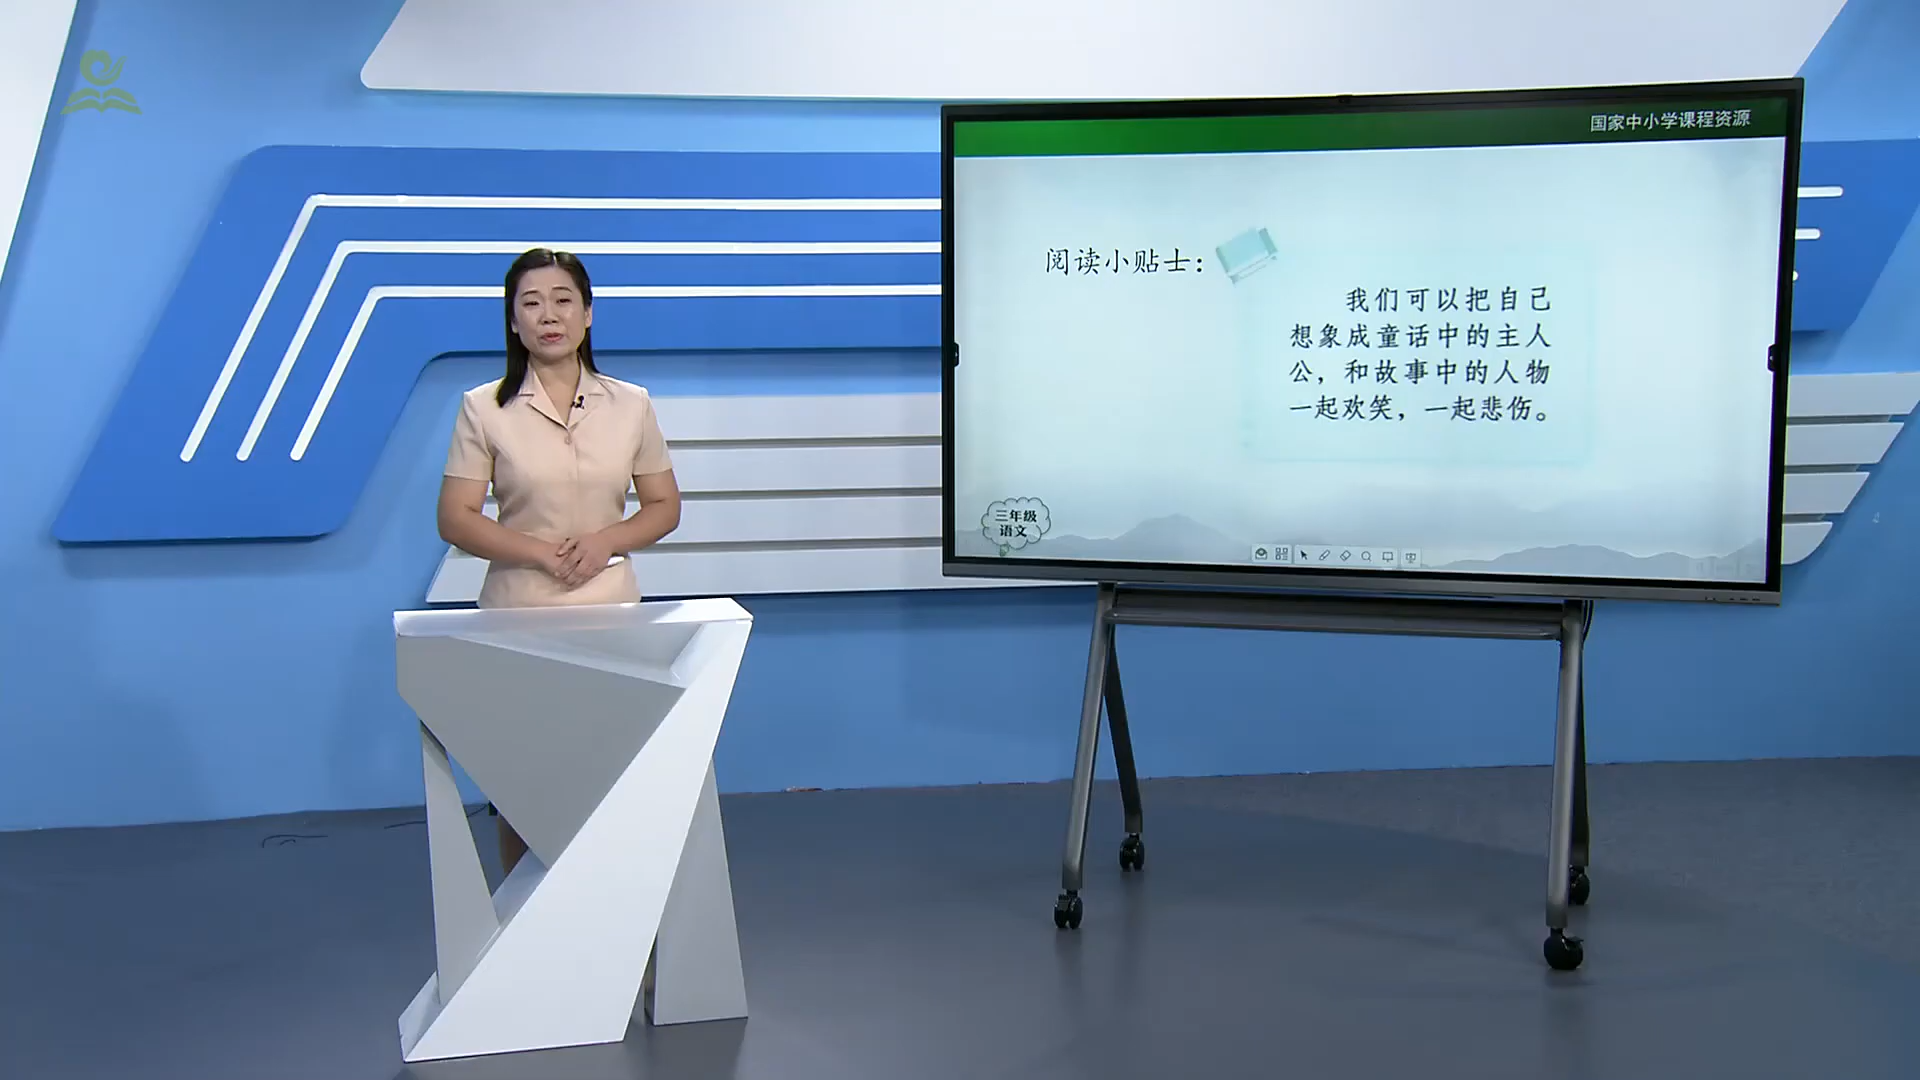 国家中小学课程资源
阅读小贴士：
我们可以把自己
想象成童话中的主人
公，和故事中的人物
一起欢笑，一起悲伤。
三年级
语文